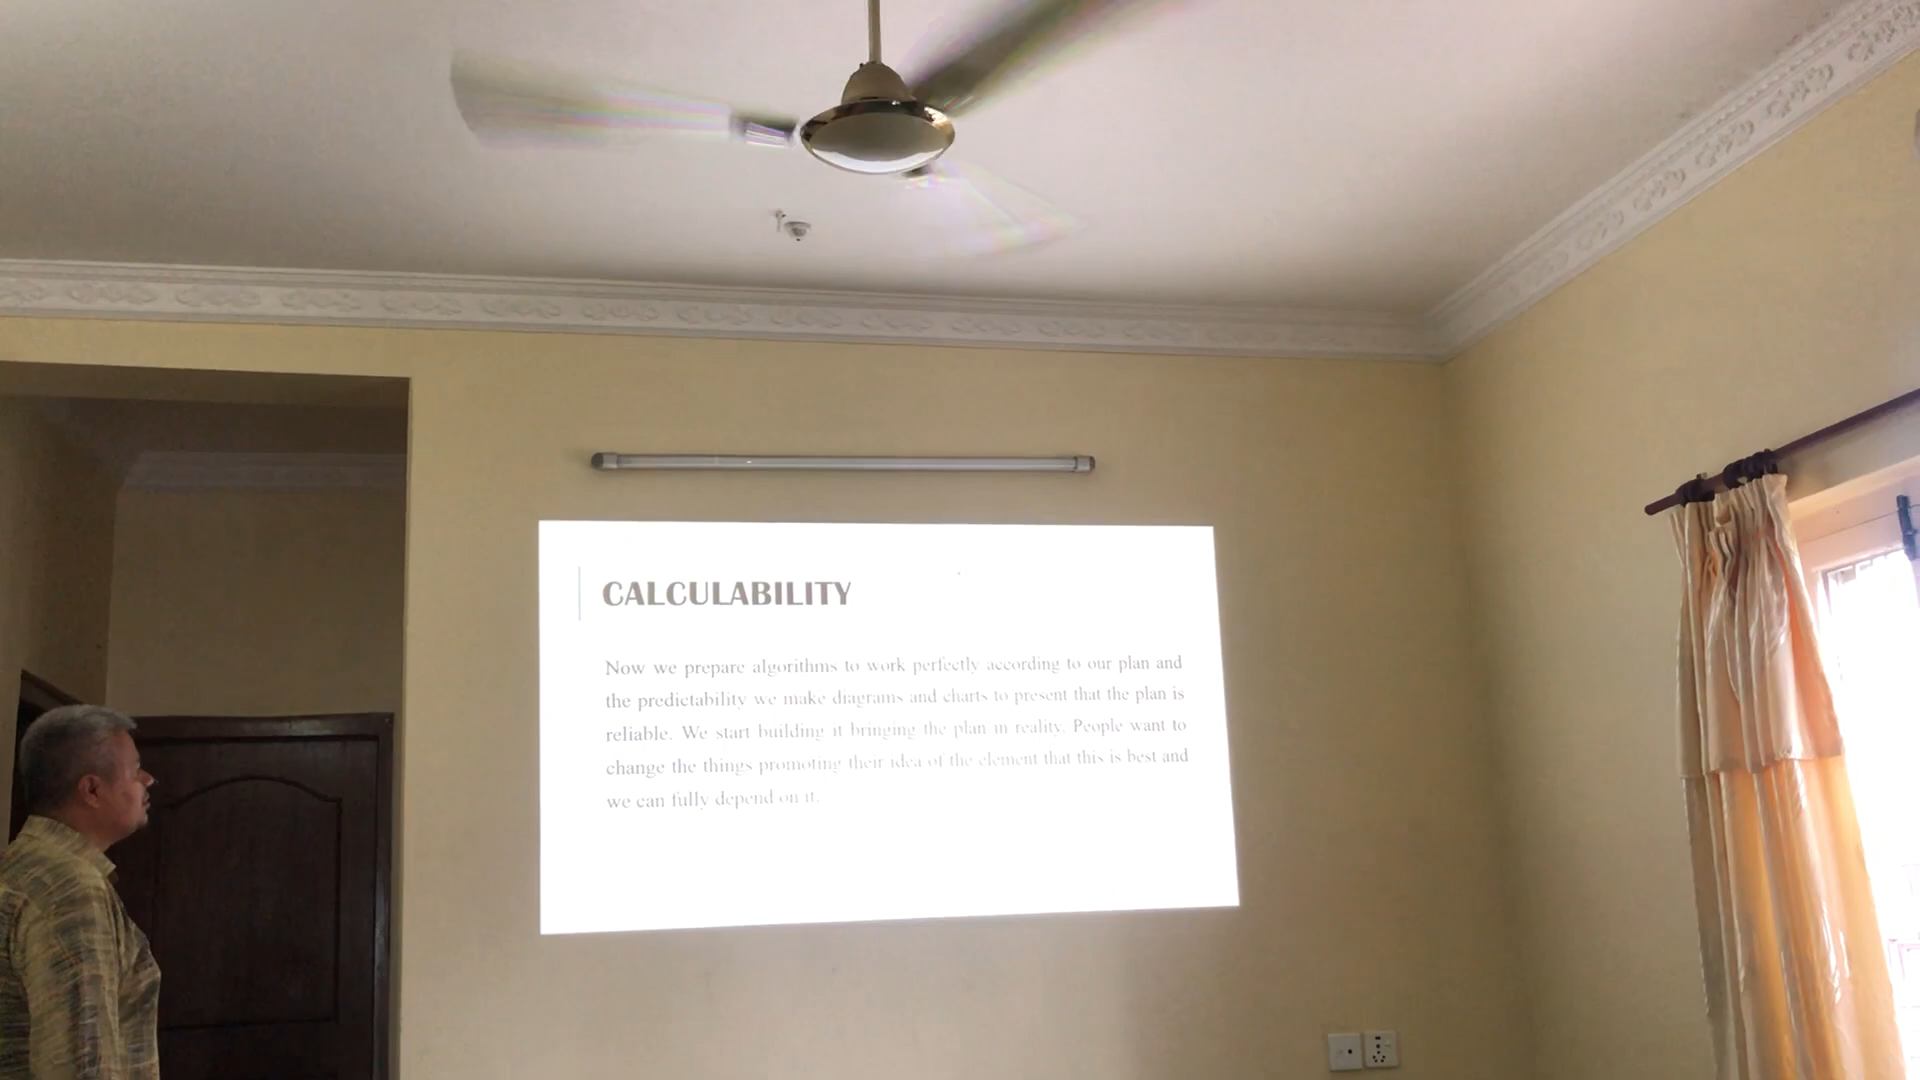 CALCULABILITY
Now we prepare algorithms to work perfectly according to our plan and
the predictability we make diagrams and charts to present that the plan is
reliable. We start building it bringing the plan in reality. People want to
change the things promoting their idea of the element that this is best and
we can fully depend on it.